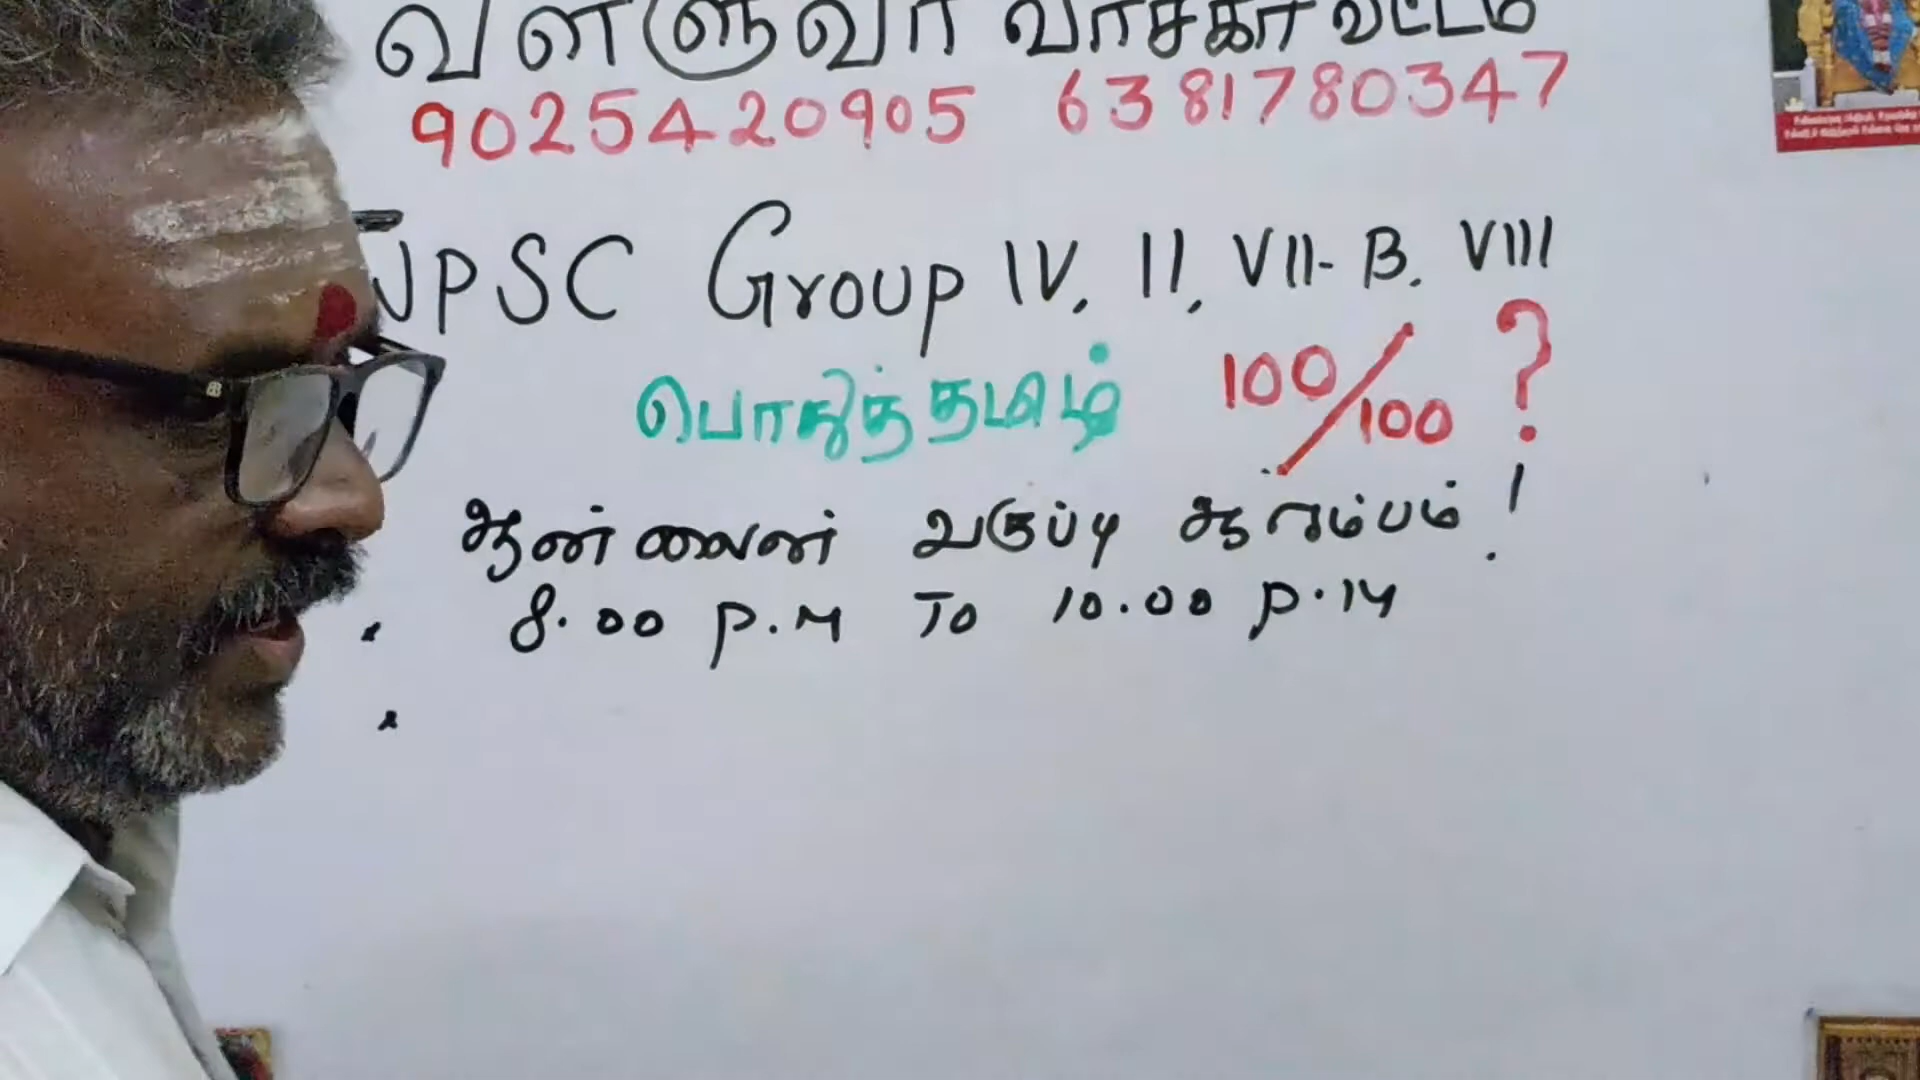 வள்ளுவர் வாசகர் வட்டம்
9025420905 6381780347
TNPSC Group IV, II, VII-B, VIII
பொதுத்தமிழ் 100/100 ?
ஆன்லைன் வகுப்பு ஆரம்பம் !
8.00 P.M To 10.00 P.M